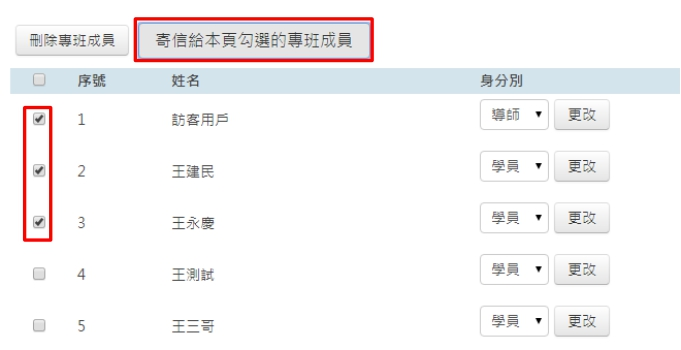 刪除專班成員 寄信給本頁勾選的專班成員
序號 姓名 身分別
1 訪客用戶 導師 更改
2 王建民 學員 更改
3 王永慶 學員 更改
4 王測試 學員 更改
5 王三哥 學員 更改